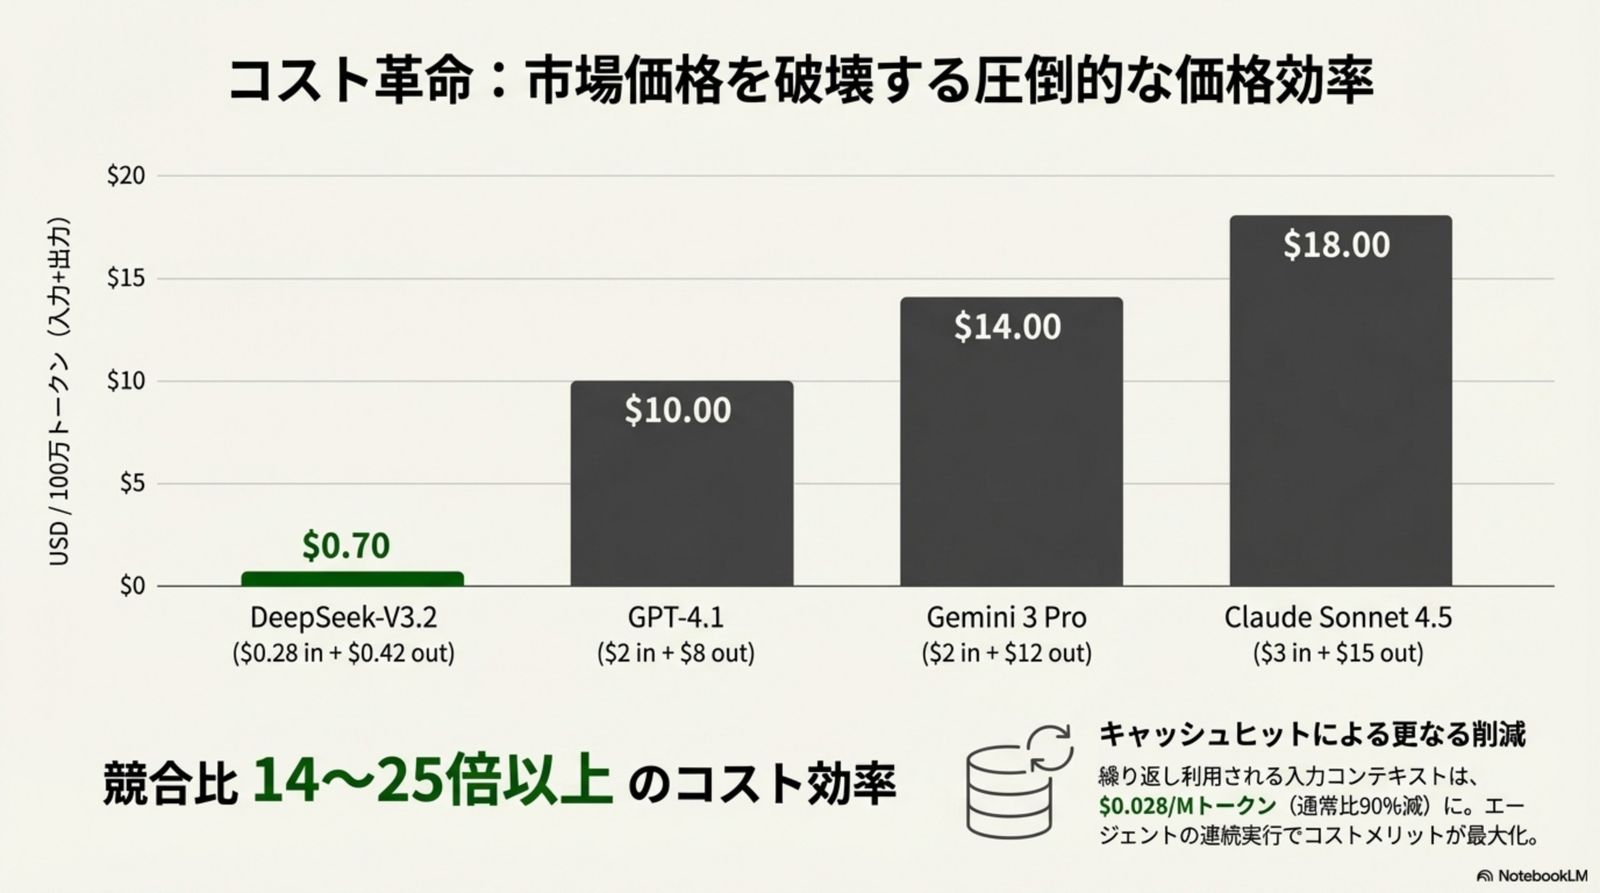 コスト革命：市場価格を破壊する圧倒的な価格効率
USD / 100万トークン（入力+出力）
$20
$15
$10
$5
$0
$0.70
$10.00
$14.00
$18.00
DeepSeek-V3.2
($0.28 in + $0.42 out)
GPT-4.1
($2 in + $8 out)
Gemini 3 Pro
($2 in + $12 out)
Claude Sonnet 4.5
($3 in + $15 out)
競合比 14～25倍以上 のコスト効率
キャッシュヒットによる更なる削減
繰り返し利用される入力コンテキストは、
$0.028/Mトークン（通常比90%減）に。エー
ジェントの連続実行でコストメリットが最大化。
NotebookLM